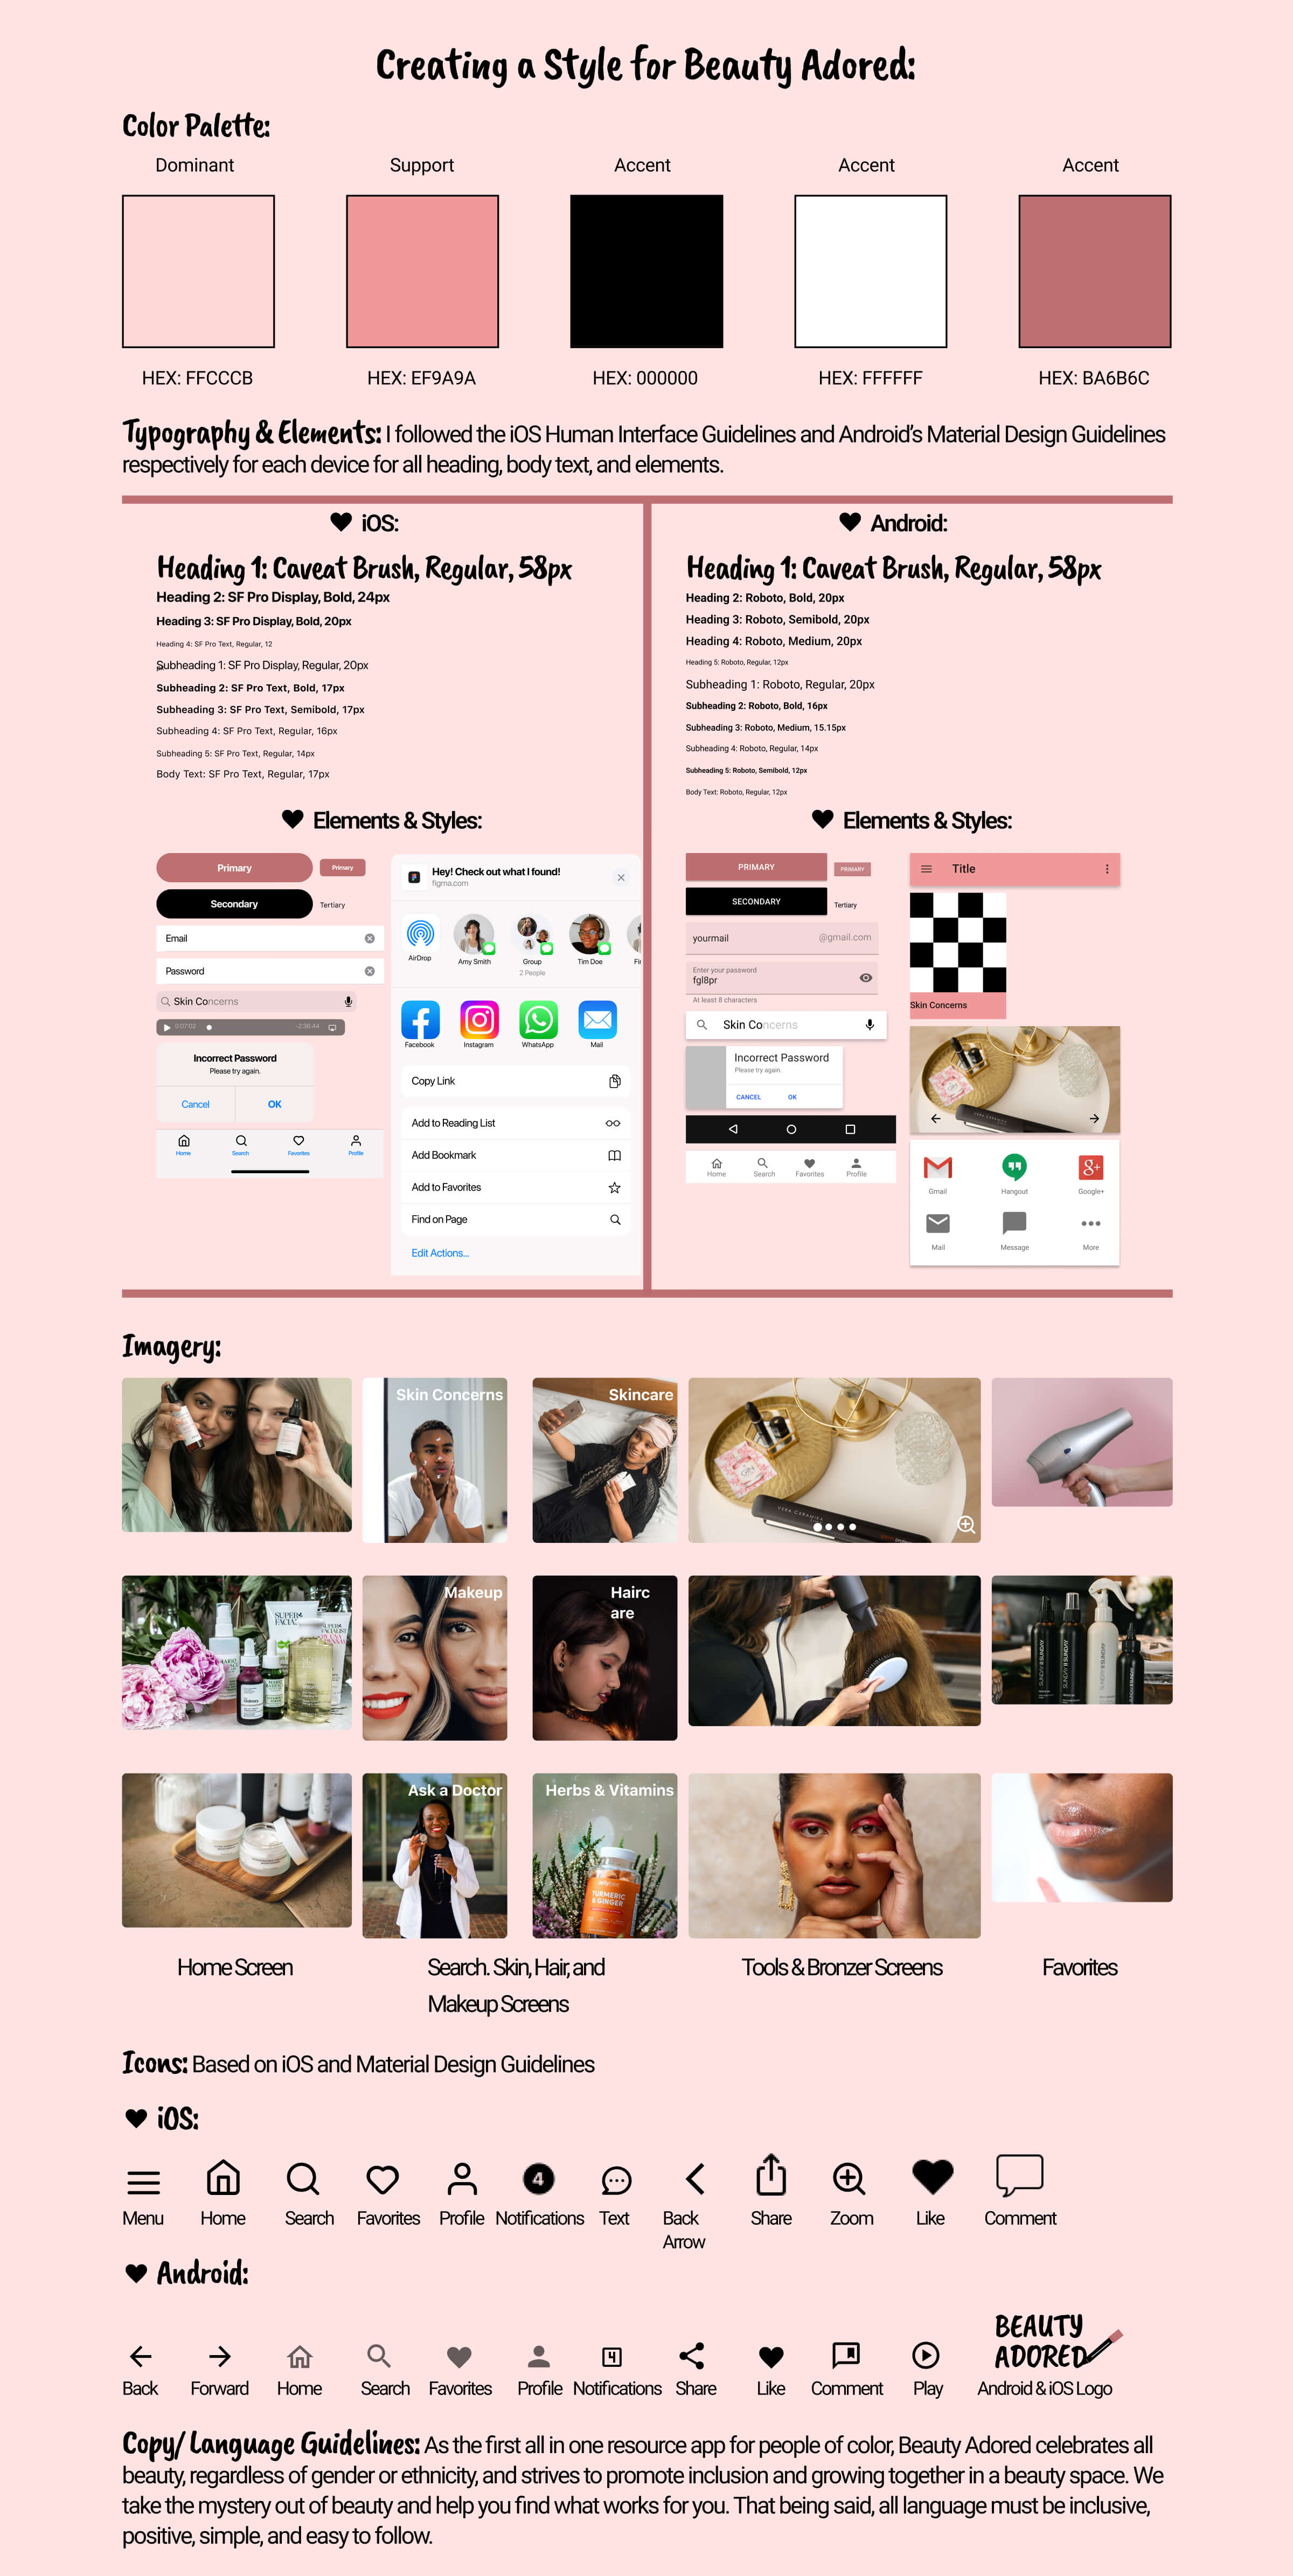 Creating a Style for Beauty Adored:
Color Palette:
Dominant
Support
Accent
Accent
Accent
HEX: FFCCCB
HEX: EF9A9A
HEX: 000000
HEX: FFFFFF
HEX: BA6B6C
Typography & Elements: I followed the iOS Human Interface Guidelines and Android's Material Design Guidelines
respectively for each device for all heading, body text, and elements.
iOS:
Heading 1: Caveat Brush, Regular, 58px
Heading 2: SF Pro Display, Bold, 24px
Heading 3: SF Pro Display, Bold, 20px
Heading 4: SF Pro Text, Regular, 12
px
Subheading 1: SF Pro Display, Regular, 20px
Subheading 2: SF Pro Text, Bold, 17px
Subheading 3: SF Pro Text, Semibold, 17px
Subheading 4: SF Pro Text, Regular, 16px
Subheading 5: SF Pro Text, Regular, 14px
Body Text: SF Pro Text, Regular, 17px
Elements & Styles:
Primary
Primary
Secondary
Tertiary
Email
Password
Skin Concerns
0:07:02
-2:36:44
Incorrect Password
Please try again.
Cancel
OK
Home
Search
Favorites
Profile
Hey! Check out what I found!
figma.com
AirDrop
Amy Smith
Group
2 People
Tim Doe
Fir
Facebook
Instagram
WhatsApp
Mail
Copy Link
Add to Reading List
Add Bookmark
Add to Favorites
Find on Page
Edit Actions...
Android:
Heading 1: Caveat Brush, Regular, 58px
Heading 2: Roboto, Bold, 20px
Heading 3: Roboto, Semibold, 20px
Heading 4: Roboto, Medium, 20px
Heading 5: Roboto, Regular, 12px
Subheading 1: Roboto, Regular, 20px
Subheading 2: Roboto, Bold, 16px
Subheading 3: Roboto, Medium, 15.15px
Subheading 4: Roboto, Regular, 14px
Subheading 5: Roboto, Semibold, 12px
Body Text: Roboto, Regular, 12px
Elements & Styles:
PRIMARY
PRIMARY
SECONDARY
Tertiary
yourmail
@gmail.com
Enter your password
fgl8pr
At least 8 characters
Skin Concerns
Incorrect Password
Please try again.
CANCEL
OK
Home
Search
Favorites
Profile
Title
Skin Concerns
Gmail
Hangout
Google+
Mail
Message
More
Imagery:
Skin Concerns
Skincare
VERA CERAMIKA
Makeup
Hairc
are
SUPER
FACIAL
SUNDAY II SUNDAY
SUNDAY II SUNDAY
SUNDAY II SUNDAY
Ask a Doctor
Herbs & Vitamins
TURMERIC
& GINGER
Home Screen
Search. Skin, Hair, and
Makeup Screens
Tools & Bronzer Screens
Favorites
Icons: Based on iOS and Material Design Guidelines
iOS:
4
Menu
Home
Search
Favorites
Profile
Notifications
Text
Back
Arrow
Share
Zoom
Like
Comment
Android:
4
BEAUTY
ADORED
Back
Forward
Home
Search
Favorites
Profile
Notifications
Share
Like
Comment
Play
Android & iOS Logo
Copy/ Language Guidelines: As the first all in one resource app for people of color, Beauty Adored celebrates all
beauty, regardless of gender or ethnicity, and strives to promote inclusion and growing together in a beauty space. We
take the mystery out of beauty and help you find what works for you. That being said, all language must be inclusive,
positive, simple, and easy to follow.